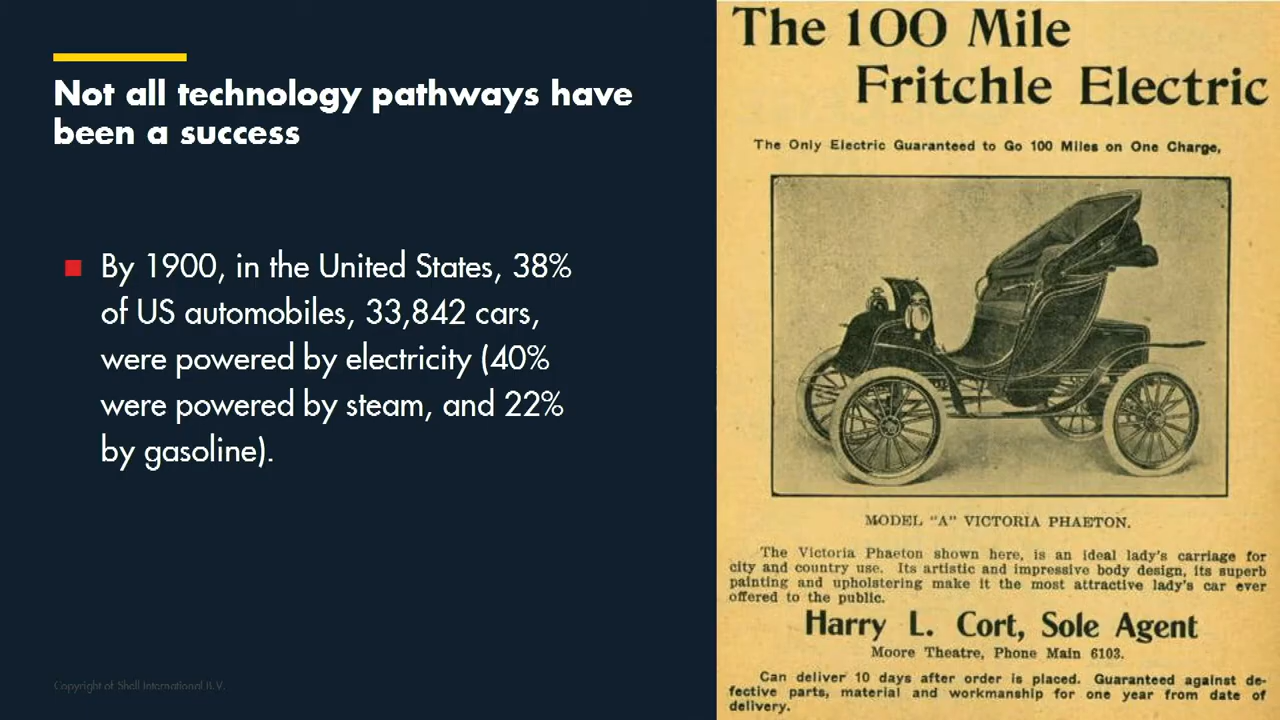 Not all technology pathways have
been a success
By 1900, in the United States, 38%
of US automobiles, 33,842 cars,
were powered by electricity (40%
were powered by steam, and 22%
by gasoline).
Copyright of Shell International B.V.
The 100 Mile
Fritchle Electric
The Only Electric Guaranteed to Go 100 Miles on One Charge,
MODEL "A" VICTORIA PHAETON.
The Victoria Phaeton shown here, is an ideal lady's carriage for
city and country use. Its artistic and impressive body design, its superb
painting and upholstering make it the most attractive lady's car ever
offered to the public.
Harry L. Cort, Sole Agent
Moore Theatre, Phone Main 6103.
Can deliver 10 days after order is placed. Guaranteed against de-
fective parts, material and workmanship for one year from date of
delivery.